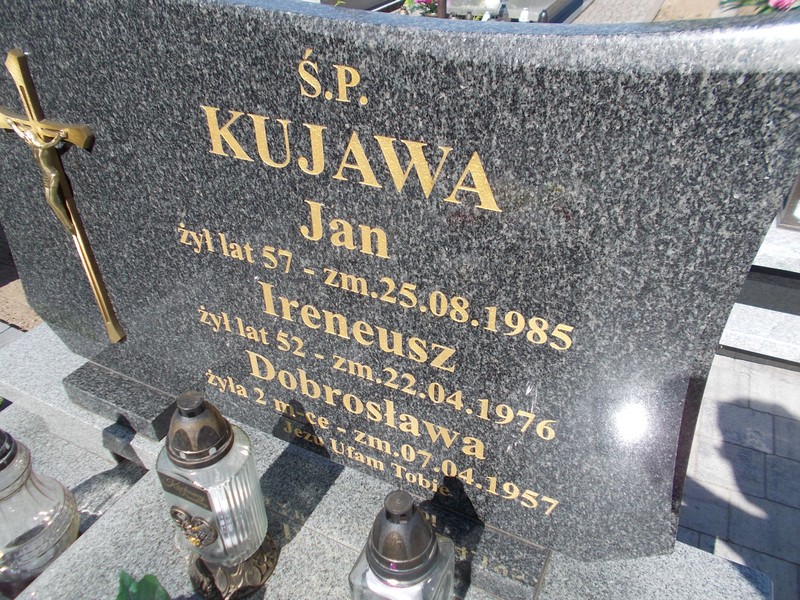 Ś.P.
KUJAWA
Jan
żył lat 57 - zm.25.08.1985
Ireneusz
żył lat 52 - zm.22.04.1976
Dobrosława
żyła 2 m-ce - zm.07.04.1957
Jezu Ufam Tobie